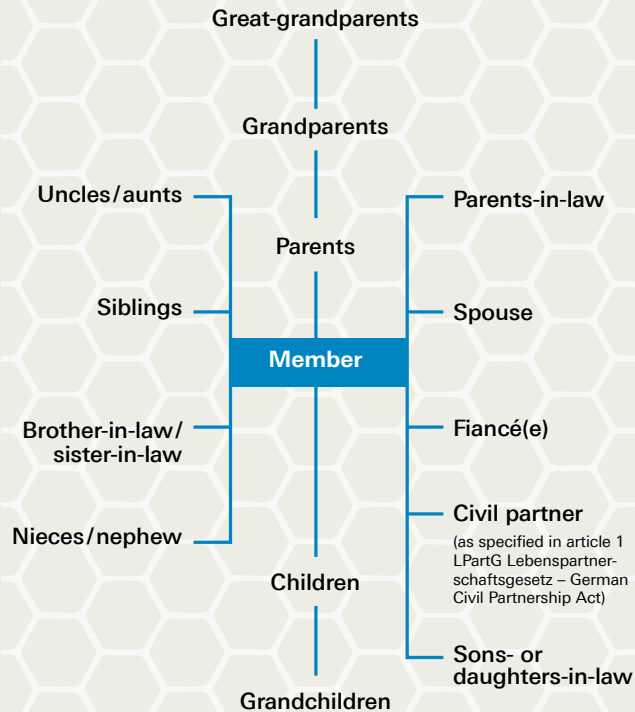 Great-grandparents
Grandparents
Uncles/aunts
Parents-in-law
Parents
Siblings
Spouse
Member
Brother-in-law/
sister-in-law
Fiancé(e)
Nieces/nephew
Civil partner
(as specified in article 1
LPartG Lebenspartner-
schaftsgesetz – German
Civil Partnership Act)
Children
Sons- or
daughters-in-law
Grandchildren